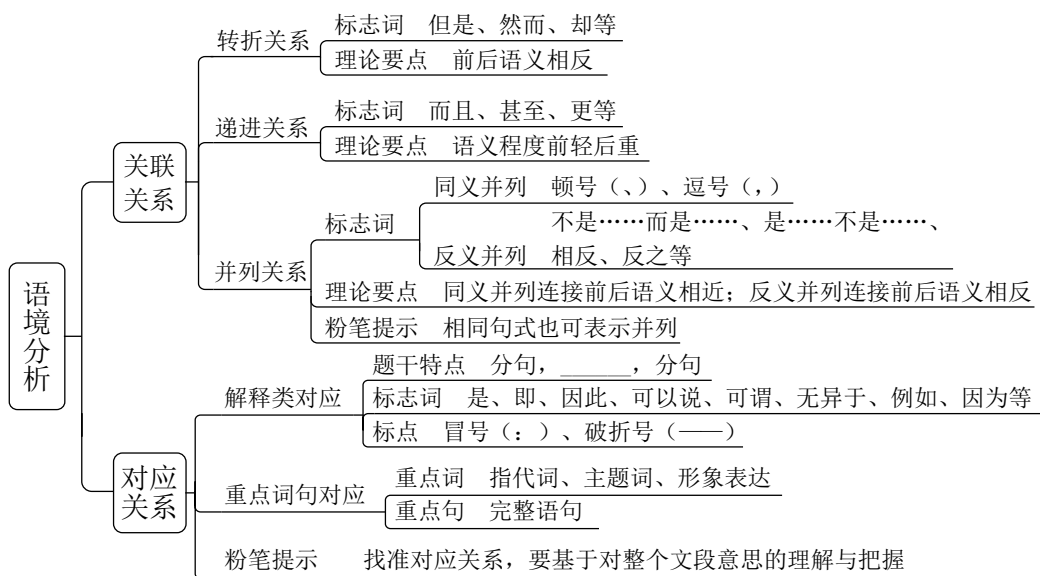 语境分析
关联关系
转折关系
标志词 但是、然而、却等
理论要点 前后语义相反
递进关系
标志词 而且、甚至、更等
理论要点 语义程度前轻后重
并列关系
标志词
同义并列 顿号(、)、逗号(,)
不是……而是……、是……不是……、
反义并列 相反、反之等
理论要点 同义并列连接前后语义相近;反义并列连接前后语义相反
粉笔提示 相同句式也可表示并列
对应关系
解释类对应
题干特点 分句,______,分句
标志词 是、即、因此、可以说、可谓、无异于、例如、因为等
标点 冒号(:)、破折号(——)
重点词句对应
重点词 指代词、主题词、形象表达
重点句 完整语句
粉笔提示 找准对应关系,要基于对整个文段意思的理解与把握